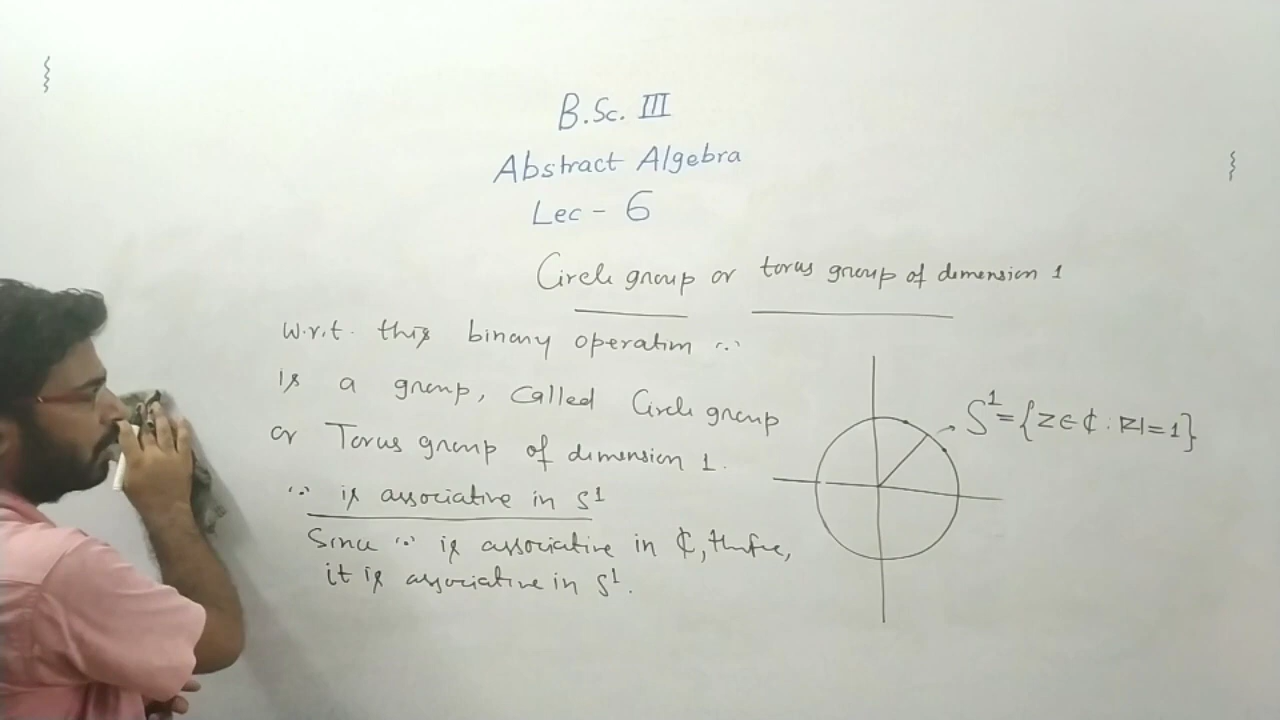 B.Sc. III
Abstract Algebra
Lec - 6
Circle group or torus group of dimension 1
w.r.t. this binary operation '.'
is a group, called Circle group
or Torus group of dimension 1.
'.' is associative in S¹
Since '.' is associative in ℂ, therefore,
it is associative in S¹.
S¹ = {z ∈ ℂ : |z| = 1}